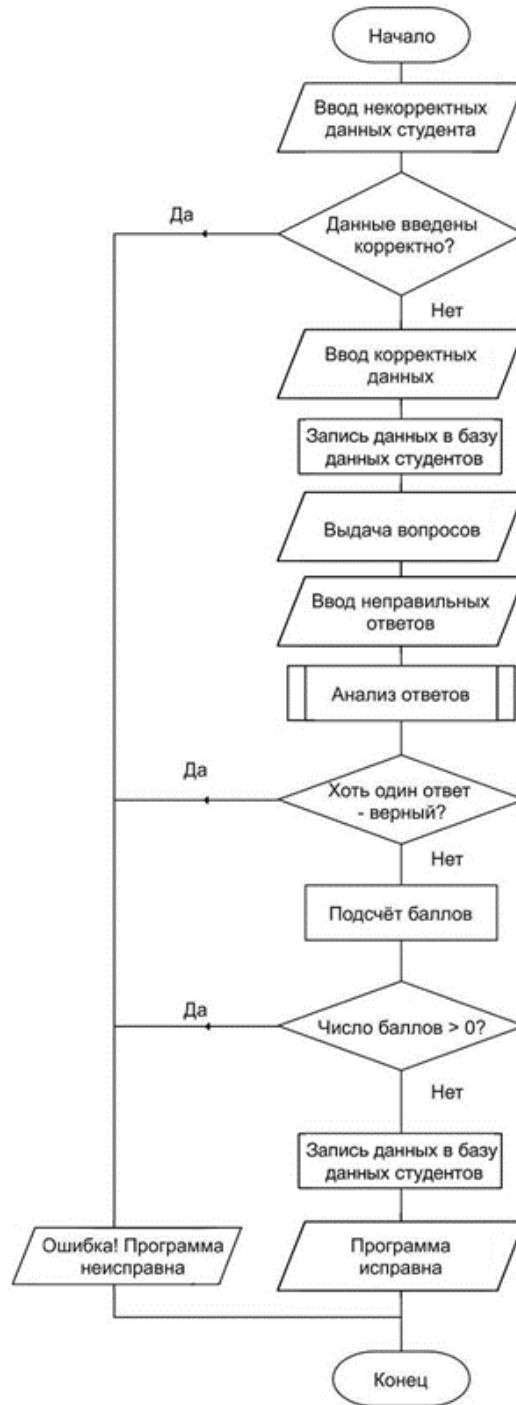 Начало
Ввод некорректных
данных студента
Да
Данные введены
корректно?
Нет
Ввод корректных
данных
Запись данных в базу
данных студентов
Выдача вопросов
Ввод неправильных
ответов
Анализ ответов
Да
Хоть один ответ
- верный?
Нет
Подсчёт баллов
Да
Число баллов > 0?
Нет
Запись данных в базу
данных студентов
Ошибка! Программа
неисправна
Программа
исправна
Конец